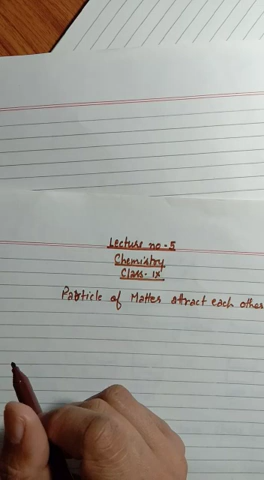 Lecture no - 5
Chemistry
Class - IX
Particle of Matter attract each other